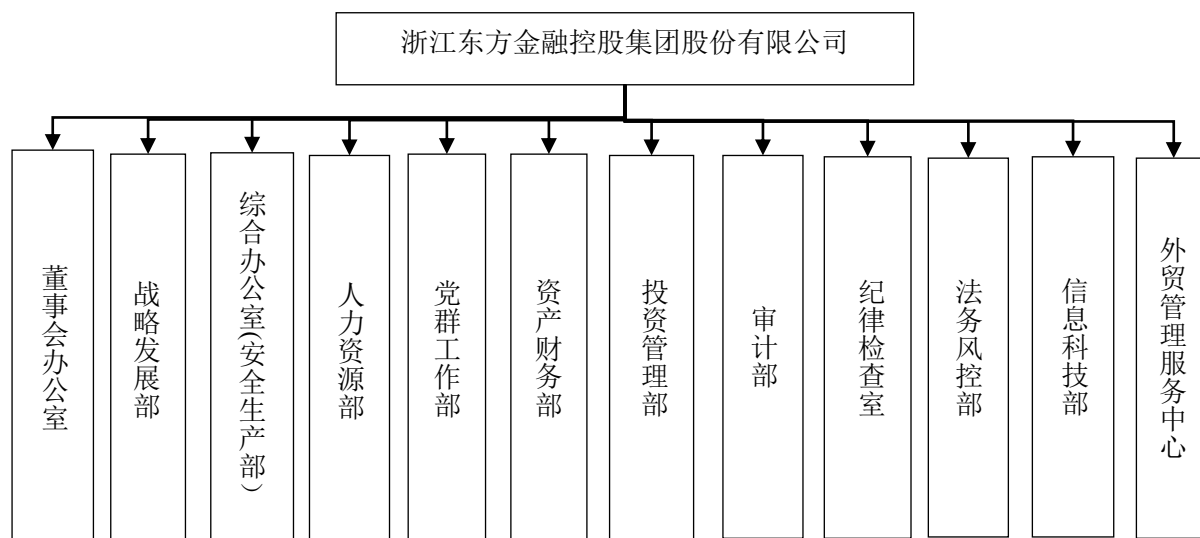 浙江东方金融控股集团股份有限公司
董事会办公室
战略发展部
综合办公室(安全生产部)
人力资源部
党群工作部
资产财务部
投资管理部
审计部
纪律检查室
法务风控部
信息科技部
外贸管理服务中心